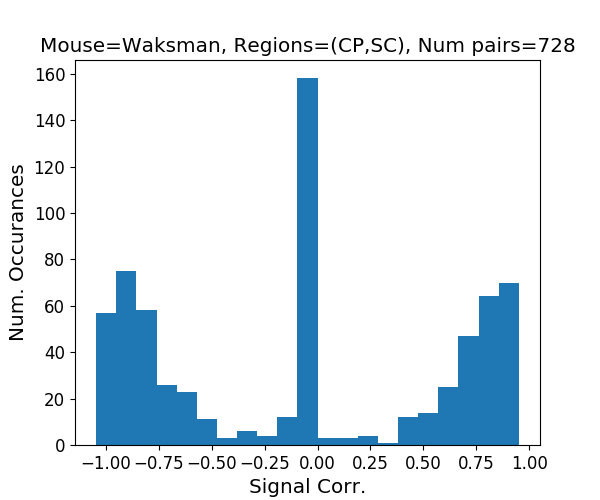 Mouse=Waksman, Regions=(CP,SC), Num pairs=728
160
140
120
100
80
60
40
20
0
Num. Occurances
−1.00 −0.75 −0.50 −0.25 0.00 0.25 0.50 0.75 1.00
Signal Corr.